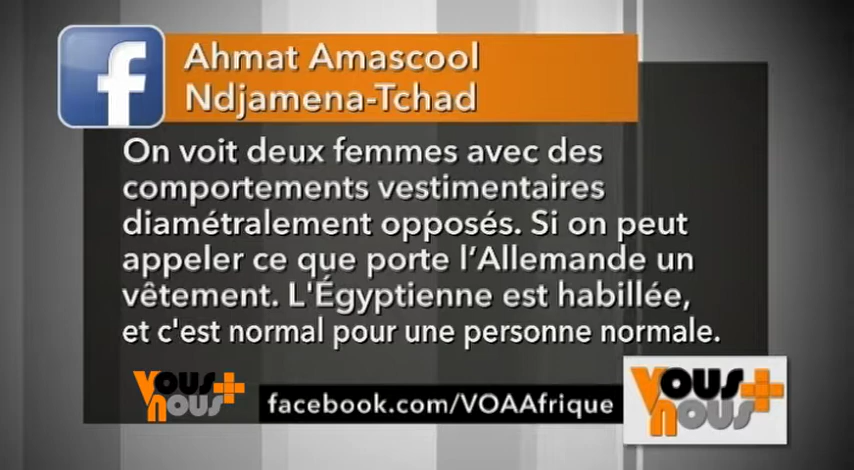 f
Ahmat Amascool
Ndjamena-Tchad
On voit deux femmes avec des
comportements vestimentaires
diamétralement opposés. Si on peut
appeler ce que porte l’Allemande un
vêtement. L'Égyptienne est habillée,
et c'est normal pour une personne normale.
vous
nous+
facebook.com/VOAAfrique
vous
nous+